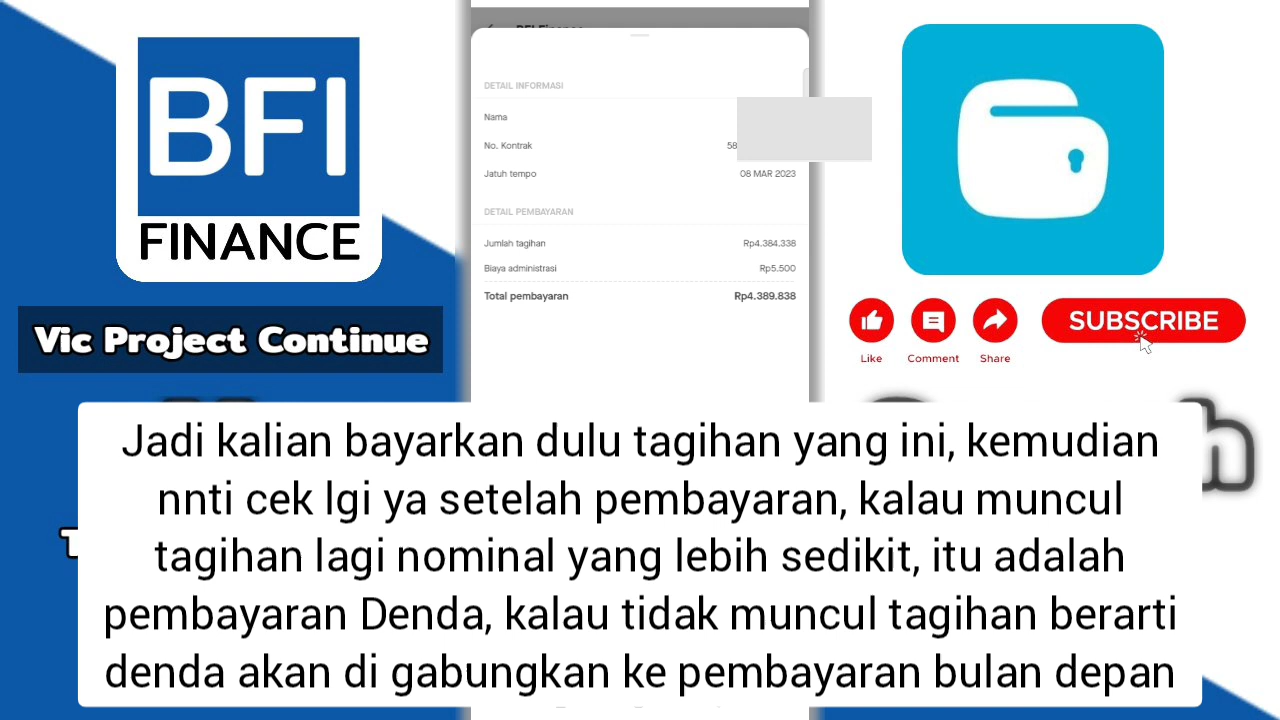 BFI
FINANCE
Vic Project Continue
DETAIL INFORMASI
Nama
No. Kontrak 58
Jatuh tempo 08 MAR 2023
DETAIL PEMBAYARAN
Jumlah tagihan Rp4.384.338
Biaya administrasi Rp5.500
Total pembayaran Rp4.389.838
SUBSCRIBE
Like Comment Share
Jadi kalian bayarkan dulu tagihan yang ini, kemudian
nnti cek lgi ya setelah pembayaran, kalau muncul
tagihan lagi nominal yang lebih sedikit, itu adalah
pembayaran Denda, kalau tidak muncul tagihan berarti
denda akan di gabungkan ke pembayaran bulan depan